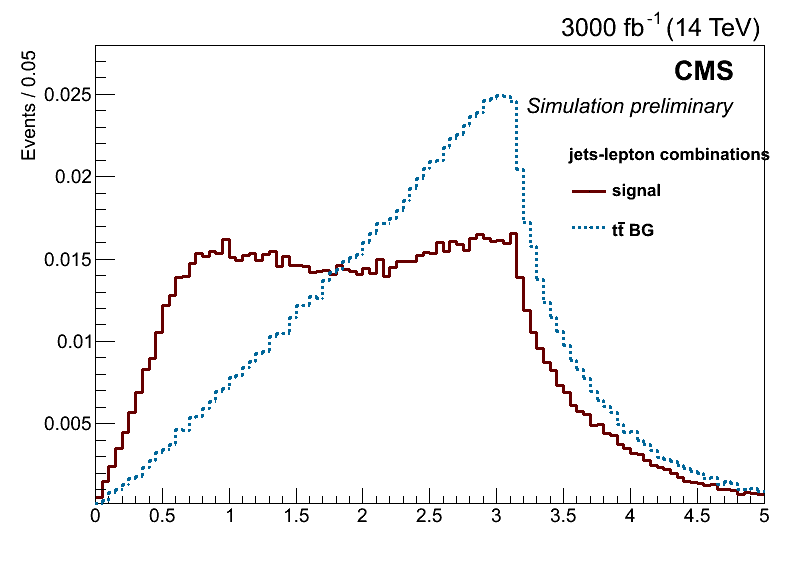 3000 fb⁻¹ (14 TeV)
Events / 0.05
CMS
Simulation preliminary
jets-lepton combinations
signal
tt̄ BG
0.025
0.02
0.015
0.01
0.005
0 0.5 1 1.5 2 2.5 3 3.5 4 4.5 5